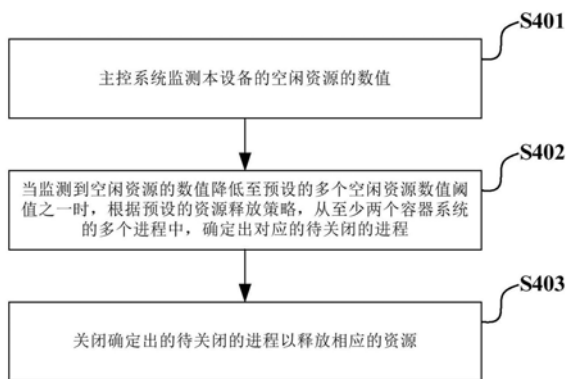 S401
主控系统监测本设备的空闲资源的数值
S402
当监测到空闲资源的数值降低至预设的多个空闲资源数值阈
值之一时，根据预设的资源释放策略，从至少两个容器系统
的多个进程中，确定出对应的待关闭的进程
S403
关闭确定出的待关闭的进程以释放相应的资源